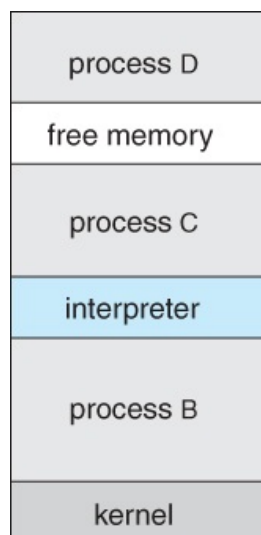 process D
free memory
process C
interpreter
process B
kernel